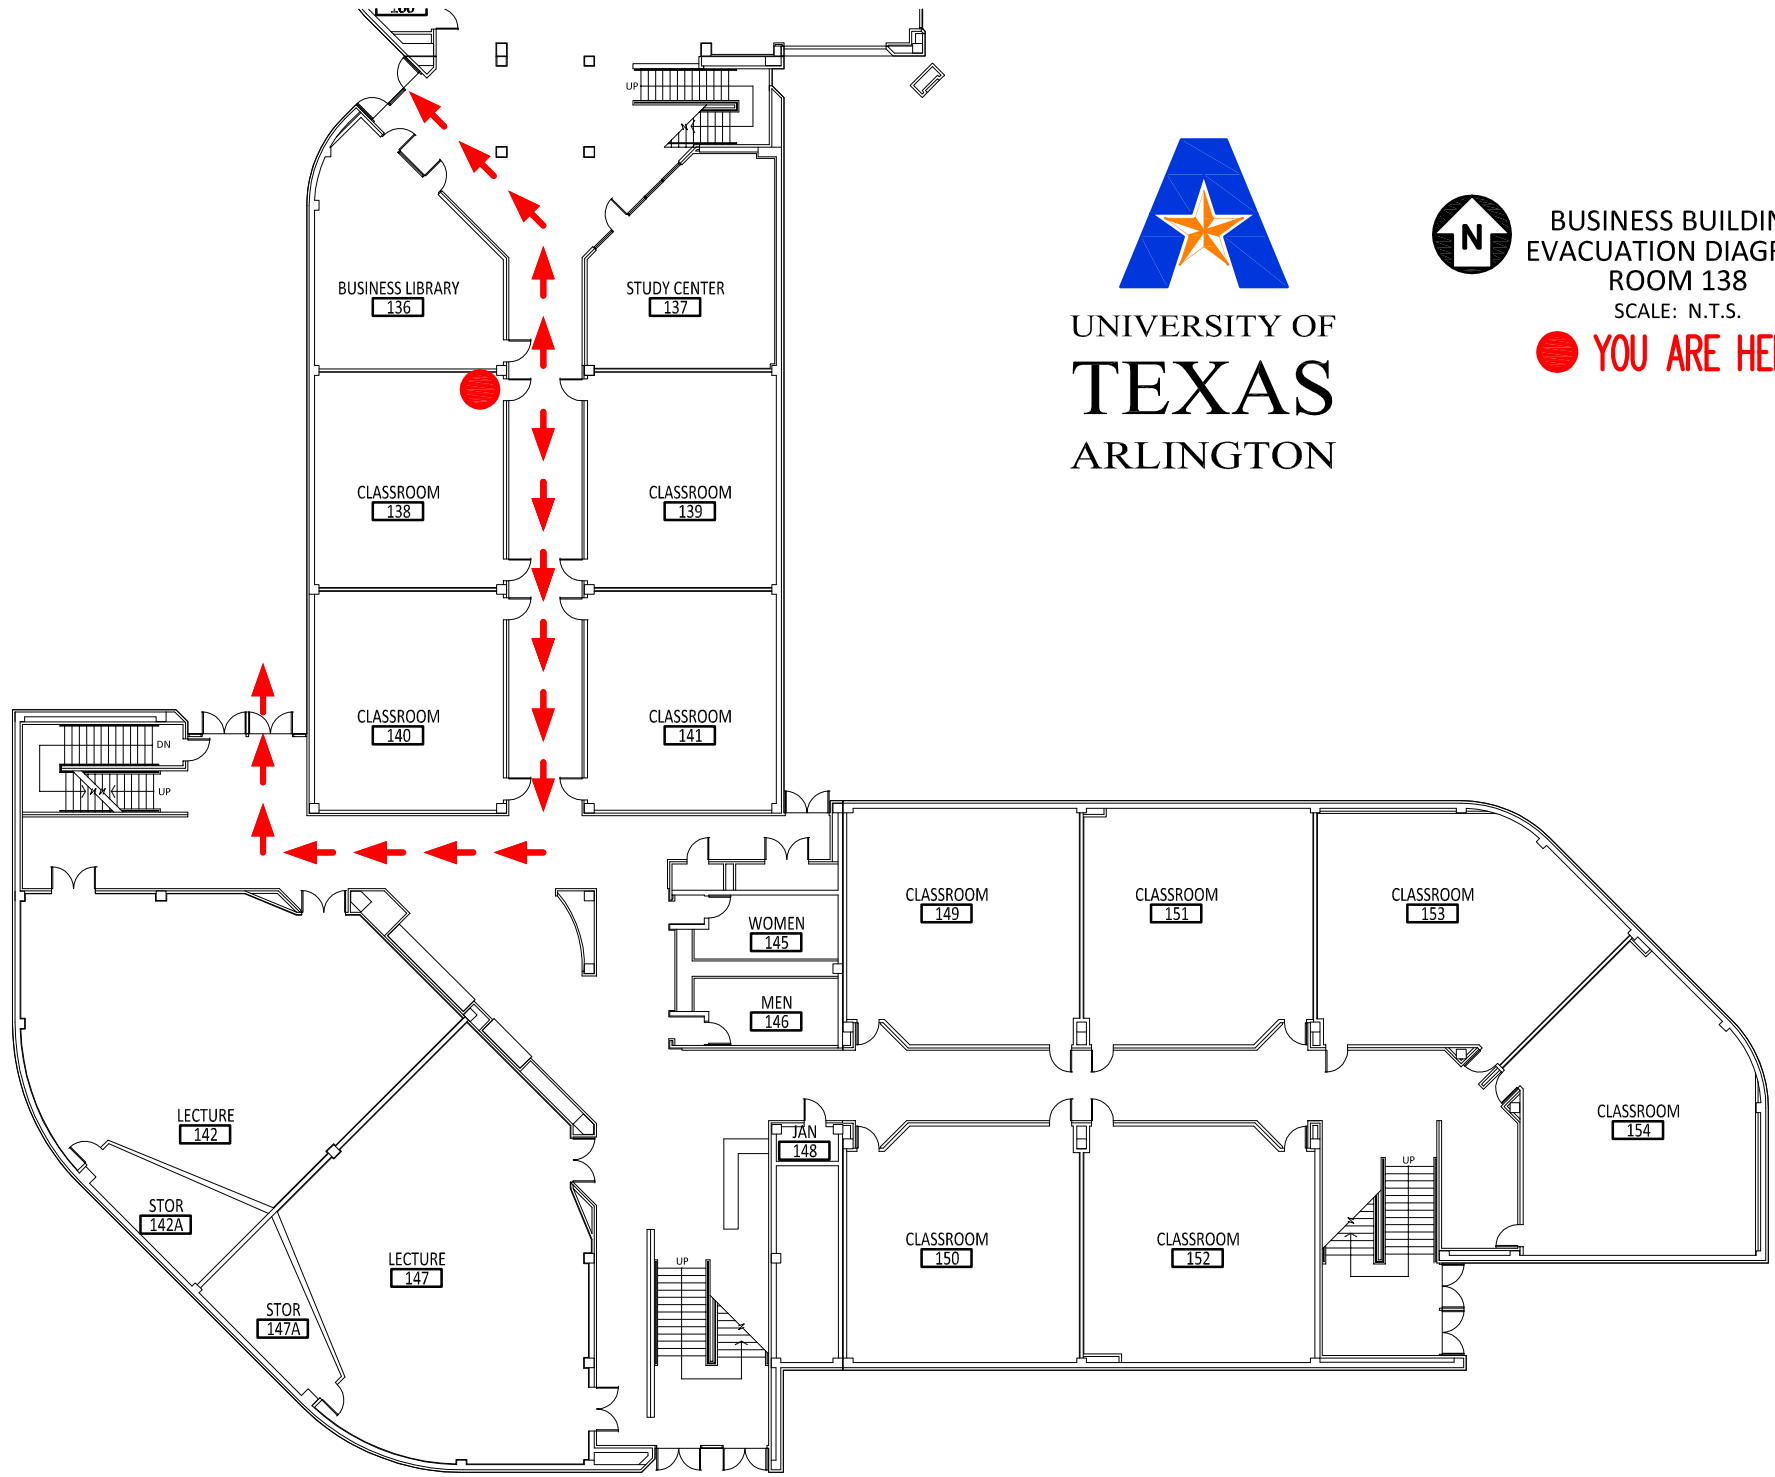 UP
N
BUSINESS BUILDIN
EVACUATION DIAGR
ROOM 138
SCALE: N.T.S.
YOU ARE HE
UNIVERSITY OF
TEXAS
ARLINGTON
BUSINESS LIBRARY
136
STUDY CENTER
137
CLASSROOM
138
CLASSROOM
139
CLASSROOM
140
CLASSROOM
141
DN
UP
CLASSROOM
149
CLASSROOM
151
CLASSROOM
153
WOMEN
145
MEN
146
LECTURE
142
JAN
148
CLASSROOM
154
STOR
142A
UP
CLASSROOM
150
CLASSROOM
152
LECTURE
147
UP
STOR
147A